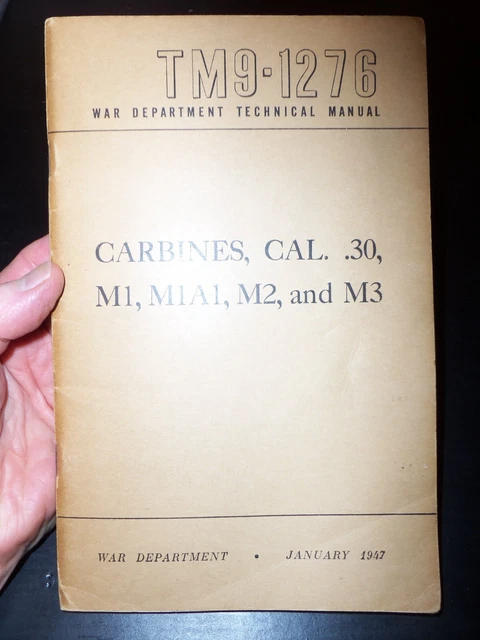 TM9-1276
WAR DEPARTMENT TECHNICAL MANUAL
CARBINES, CAL. .30,
M1, M1A1, M2, and M3
WAR DEPARTMENT • JANUARY 1947